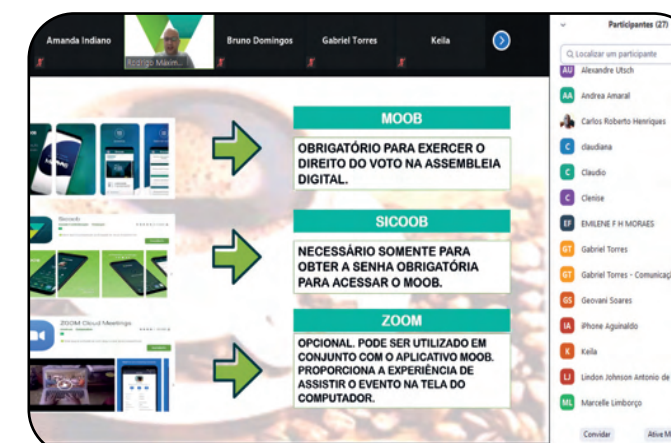 Amanda Indiano
Rodrigo Máxim...
Bruno Domingos
Gabriel Torres
Keila
MOOB
OBRIGATÓRIO PARA EXERCER O
DIREITO DO VOTO NA ASSEMBLEIA
DIGITAL.
Sicoob
SICOOB
NECESSÁRIO SOMENTE PARA
OBTER A SENHA OBRIGATÓRIA
PARA ACESSAR O MOOB.
ZOOM Cloud Meetings
ZOOM
OPCIONAL. PODE SER UTILIZADO EM
CONJUNTO COM O APLICATIVO MOOB.
PROPORCIONA A EXPERIÊNCIA DE
ASSISTIR O EVENTO NA TELA DO
COMPUTADOR.
Participantes (27)
Localizar um participante
AU Alexandre Utsch
AA Andrea Amaral
Carlos Roberto Henriques
C claudiana
C Claudio
C Clenise
EF EMILENE F H MORAES
GT Gabriel Torres
GT Gabriel Torres - Comunicaç
GS Geovani Soares
IA iPhone Aguinaldo
K Keila
LJ Lindon Johnson Antonio de
ML Marcelle Limborço
Convidar
Ative M